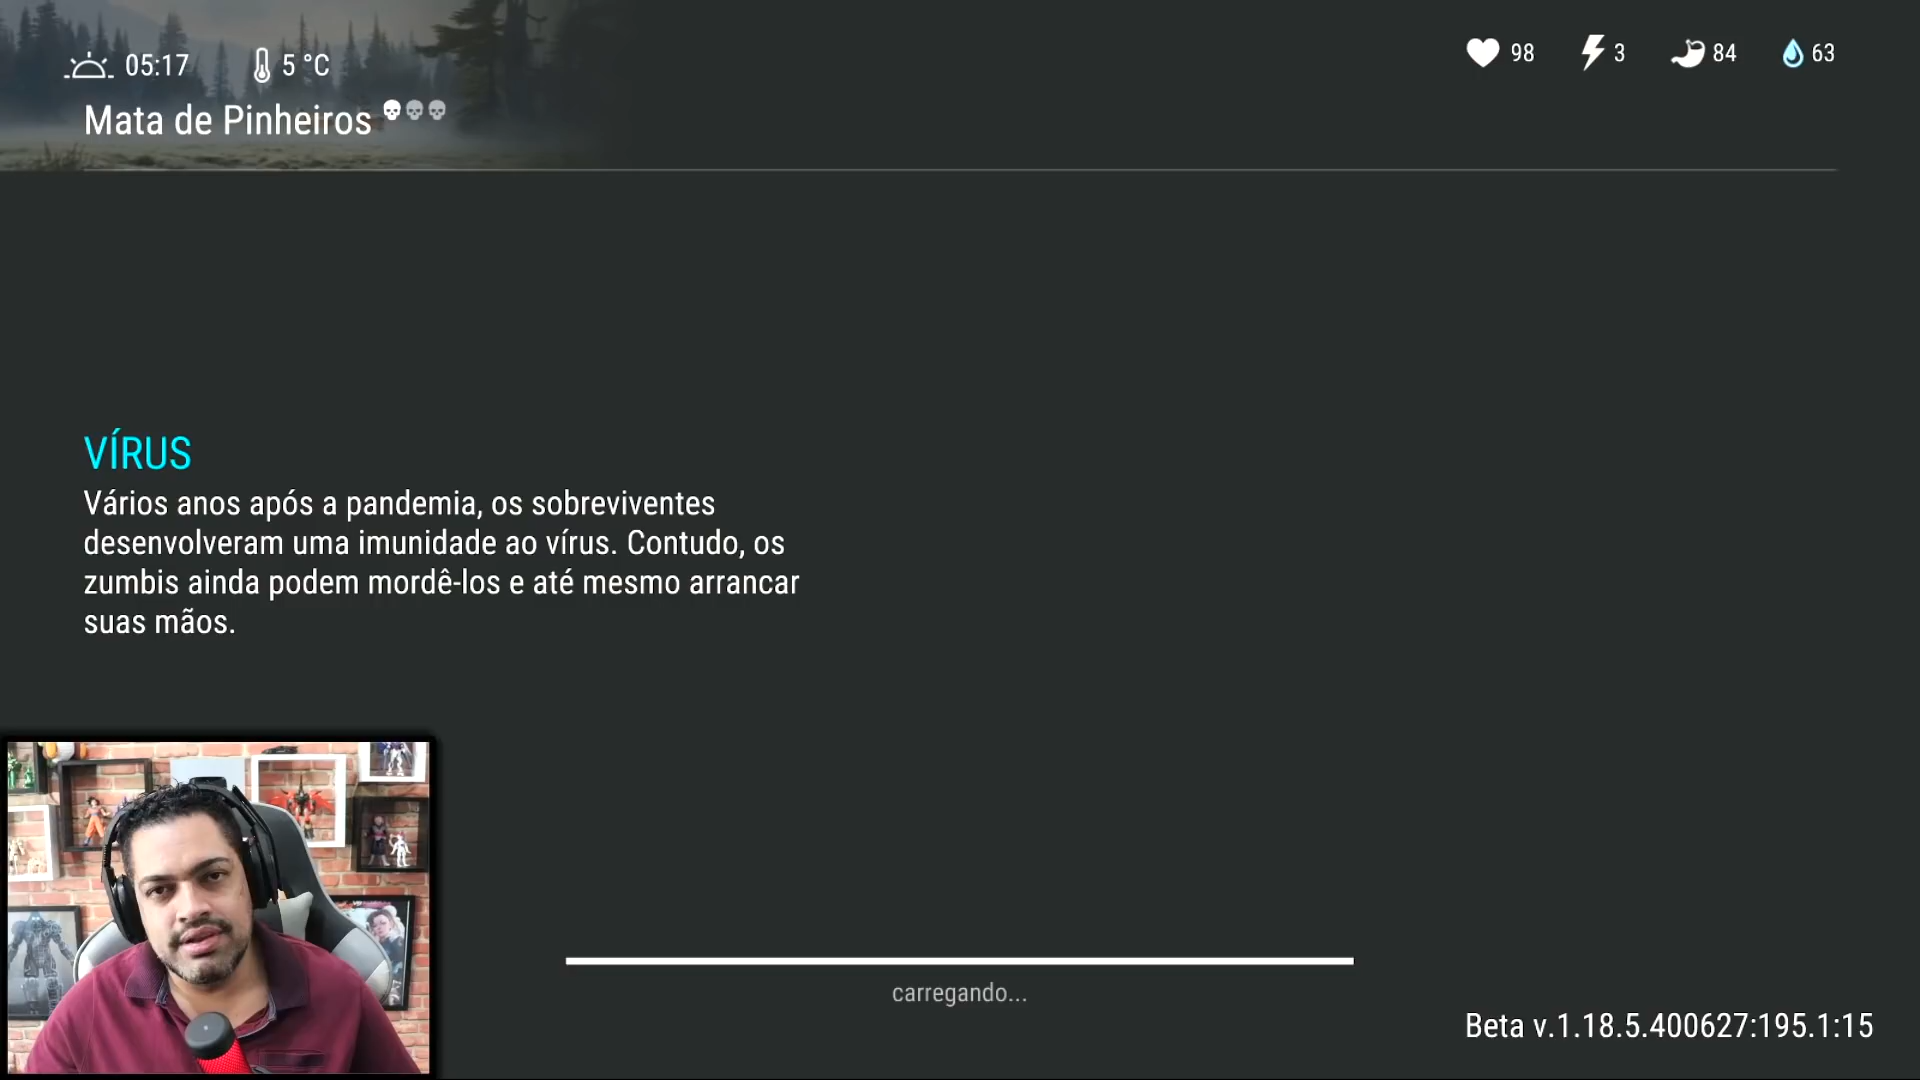 05:17 5 °C
98 3 84 63
Mata de Pinheiros
VÍRUS
Vários anos após a pandemia, os sobreviventes
desenvolveram uma imunidade ao vírus. Contudo, os
zumbis ainda podem mordê-los e até mesmo arrancar
suas mãos.
carregando...
Beta v.1.18.5.400627:195.1:15